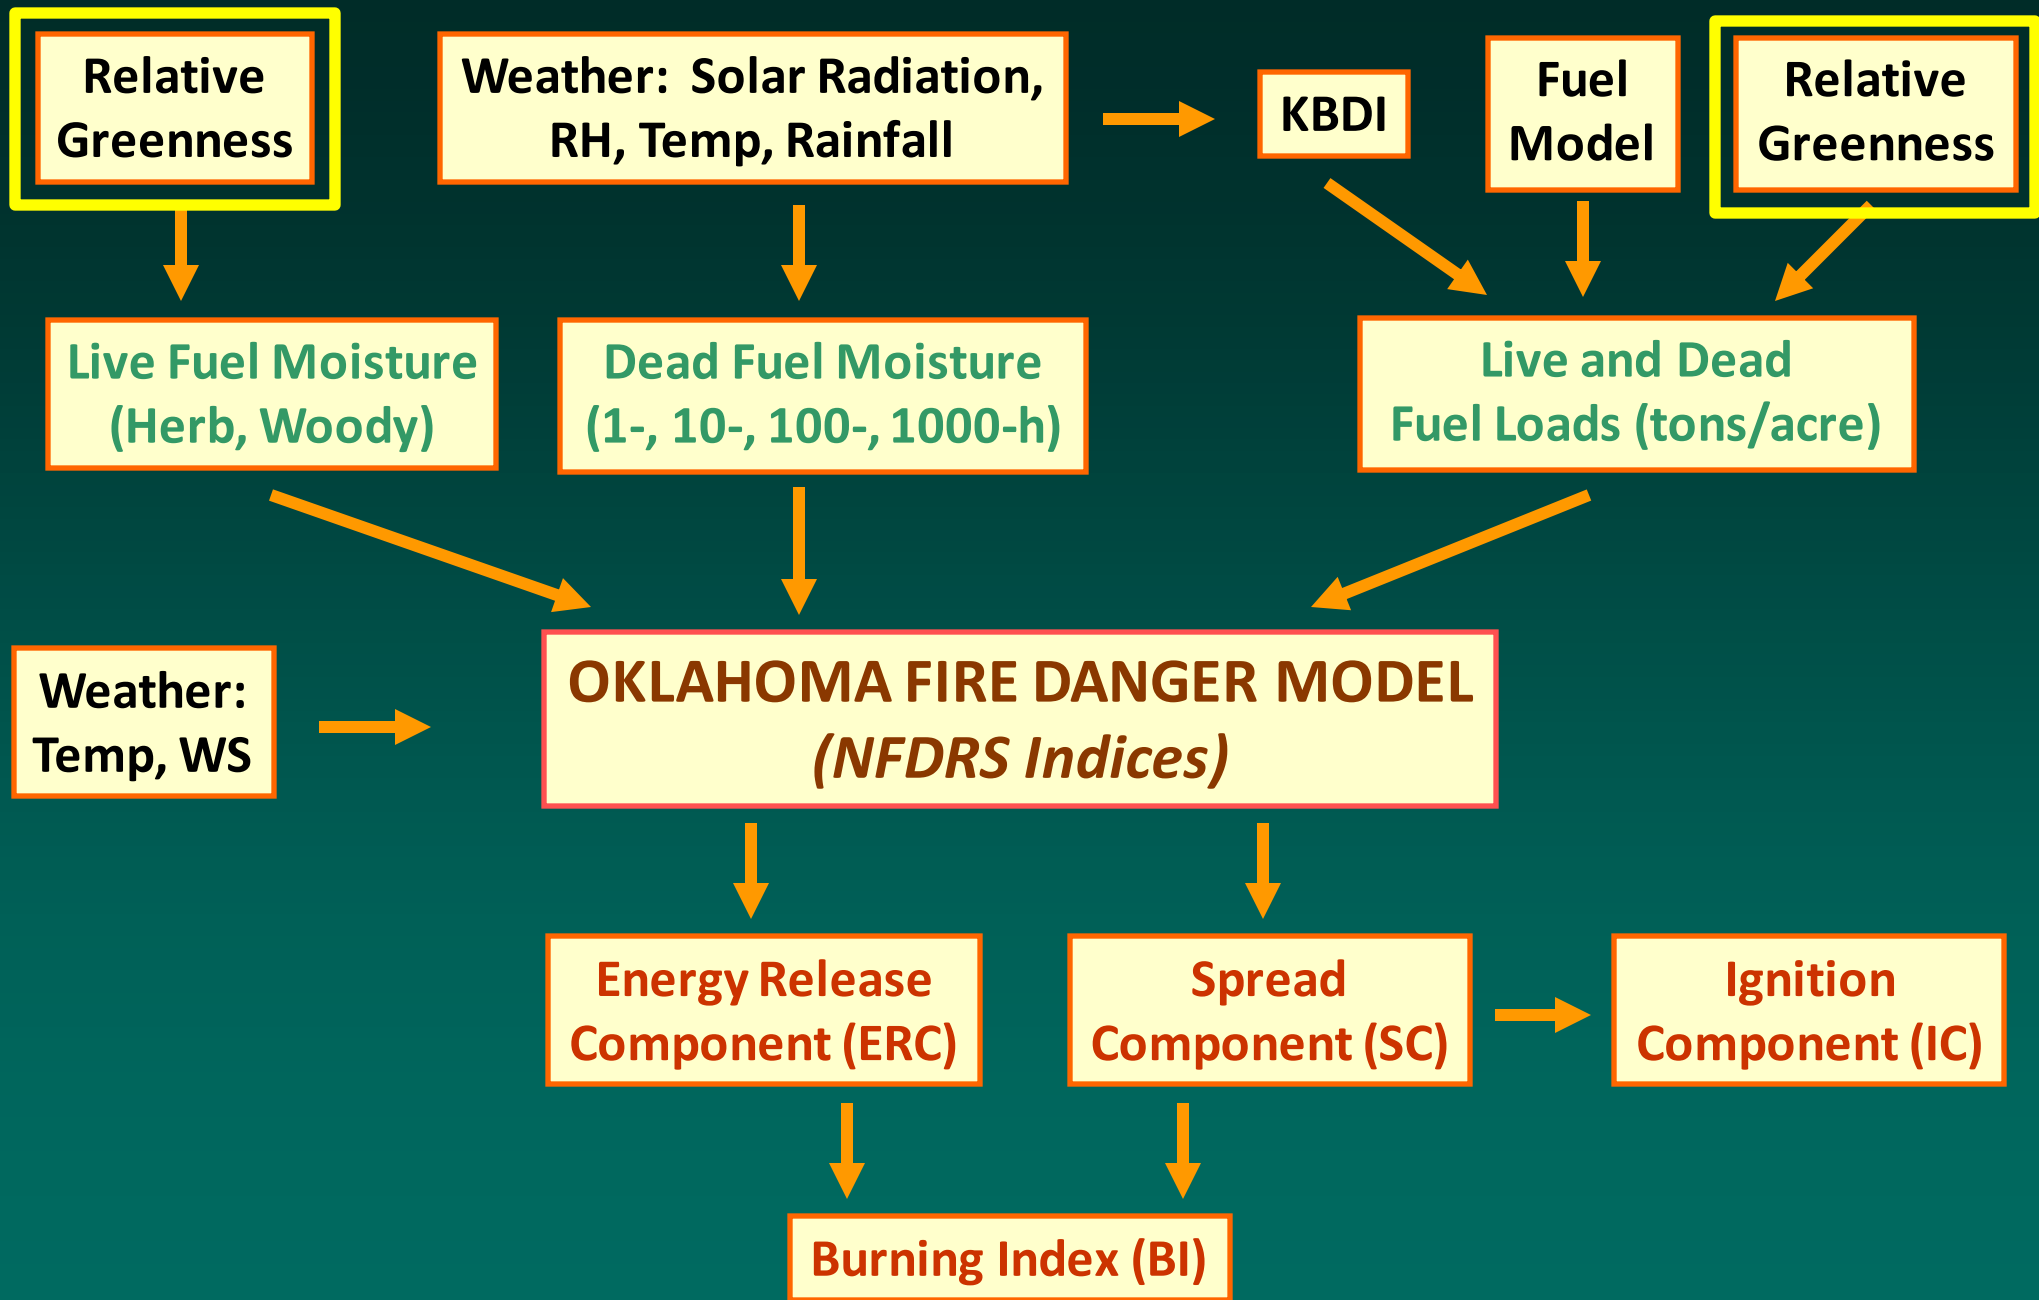 Relative
Greenness
Weather:  Solar Radiation,
RH, Temp, Rainfall
KBDI
Fuel
Model
Relative
Greenness
Live Fuel Moisture
(Herb, Woody)
Dead Fuel Moisture
(1-, 10-, 100-, 1000-h)
Live and Dead
Fuel Loads (tons/acre)
Weather:
Temp, WS
OKLAHOMA FIRE DANGER MODEL
(NFDRS Indices)
Energy Release
Component (ERC)
Spread
Component (SC)
Ignition
Component (IC)
Burning Index (BI)